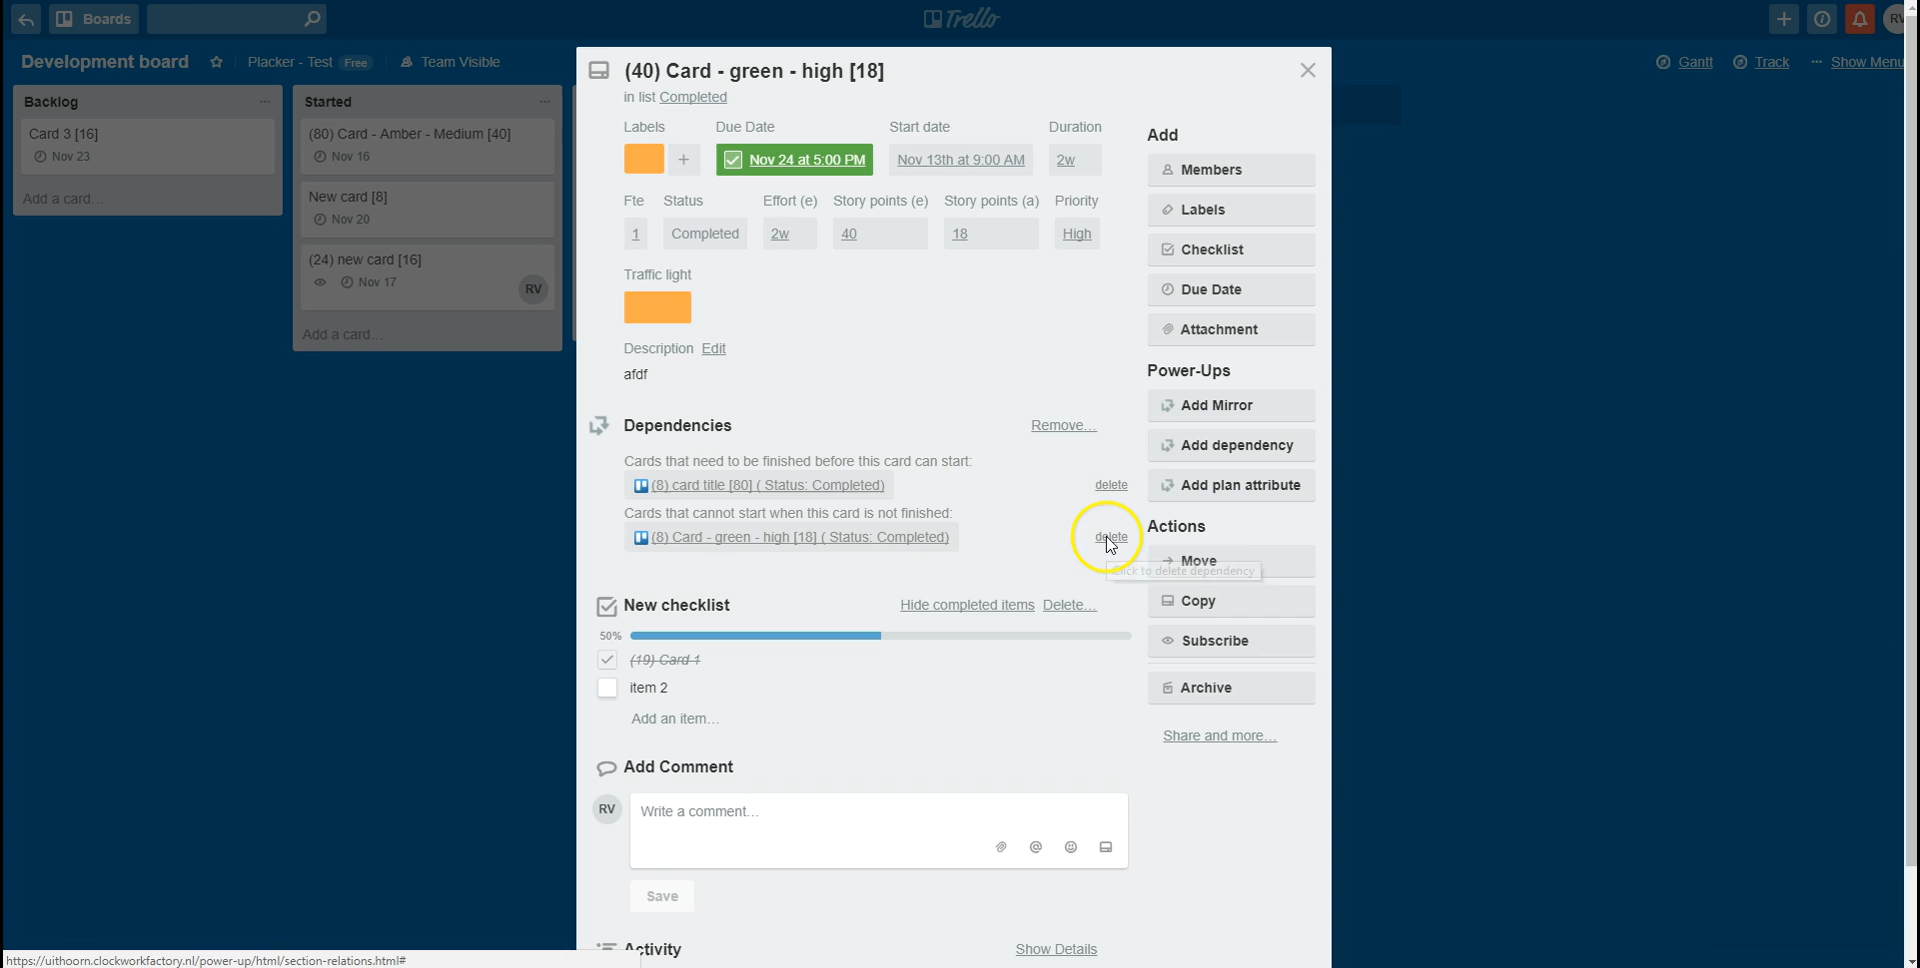 Boards
Trello
RV
Development board
Placker - Test Free
Team Visible
Gantt
Track
Show Menu
Backlog
Card 3 [16]
Nov 23
Add a card...
Started
(80) Card - Amber - Medium [40]
Nov 16
New card [8]
Nov 20
(24) new card [16]
Nov 17
RV
Add a card...
(40) Card - green - high [18]
in list Completed
Labels Due Date Start date Duration
+ Nov 24 at 5:00 PM Nov 13th at 9:00 AM 2w
Fte Status Effort (e) Story points (e) Story points (a) Priority
1 Completed 2w 40 18 High
Traffic light
Description Edit
afdf
Dependencies Remove...
Cards that need to be finished before this card can start:
(8) card title [80] ( Status: Completed) delete
Cards that cannot start when this card is not finished:
(8) Card - green - high [18] ( Status: Completed) delete
Click to delete dependency
New checklist Hide completed items Delete...
50%
(19) Card 1
item 2
Add an item...
Add Comment
RV
Write a comment...
@
Save
Activity Show Details
Add
Members
Labels
Checklist
Due Date
Attachment
Power-Ups
Add Mirror
Add dependency
Add plan attribute
Actions
Move
Copy
Subscribe
Archive
Share and more...
https://uithoorn.clockworkfactory.nl/power-up/html/section-relations.html#